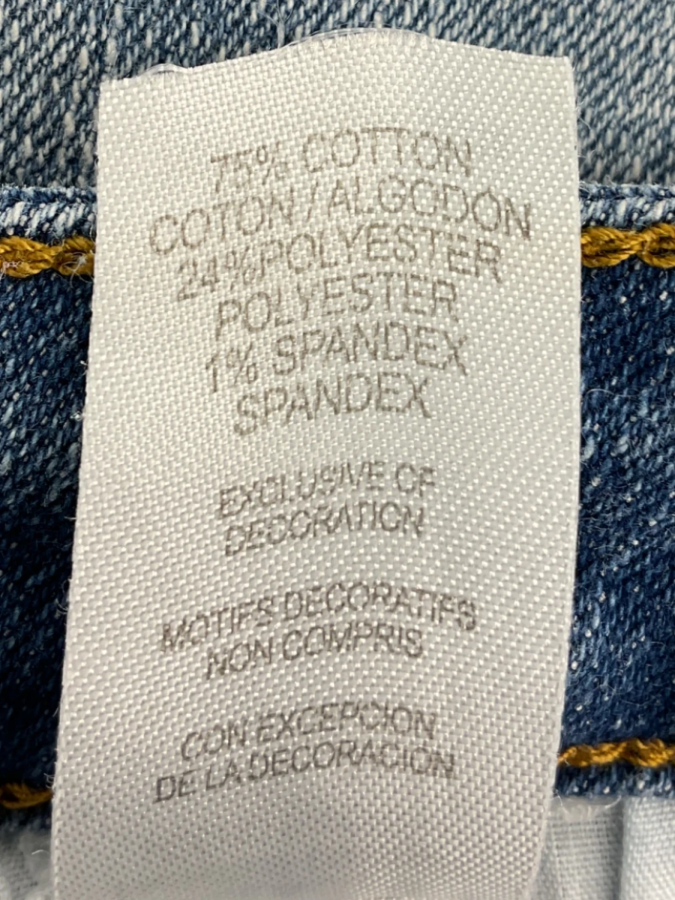 75% COTTON
COTON / ALGODÓN
24% POLYESTER
POLYESTER
1% SPANDEX
SPANDEX
EXCLUSIVE OF
DECORATION
MOTIFS DECORATIFS
NON COMPRIS
CON EXCEPCION
DE LA DECORACION